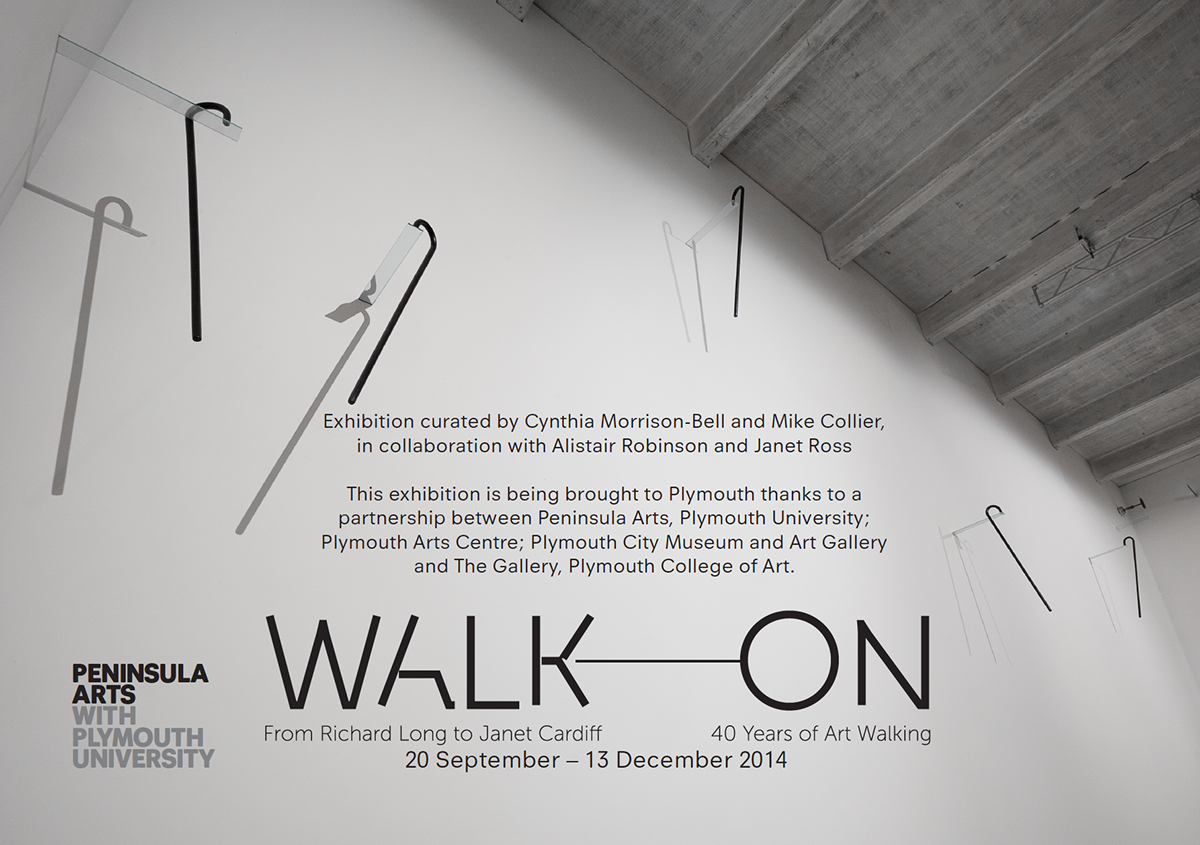 Exhibition curated by Cynthia Morrison-Bell and Mike Collier,
in collaboration with Alistair Robinson and Janet Ross
This exhibition is being brought to Plymouth thanks to a
partnership between Peninsula Arts, Plymouth University;
Plymouth Arts Centre; Plymouth City Museum and Art Gallery
and The Gallery, Plymouth College of Art.
WALK—ON
From Richard Long to Janet Cardiff 40 Years of Art Walking
20 September – 13 December 2014
PENINSULA
ARTS
WITH
PLYMOUTH
UNIVERSITY